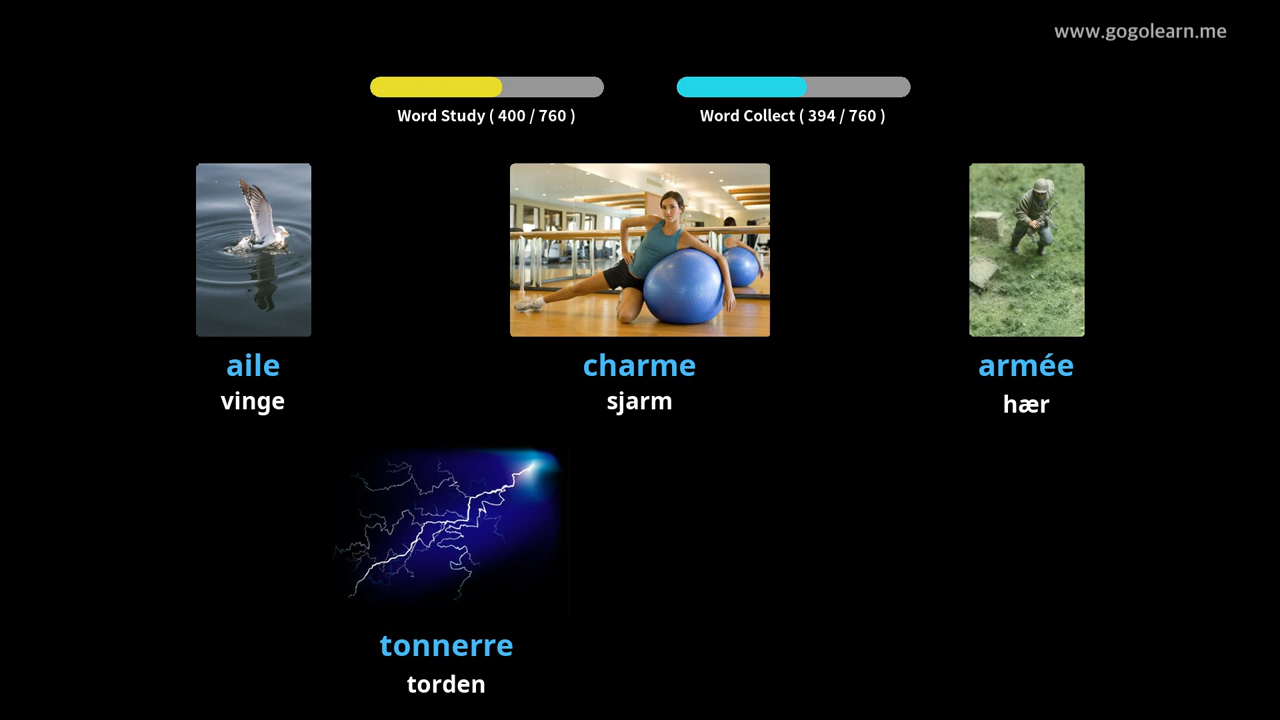 www.gogolearn.me
Word Study ( 400 / 760 )
Word Collect ( 394 / 760 )
aile
vinge
charme
sjarm
armée
hær
tonnerre
torden